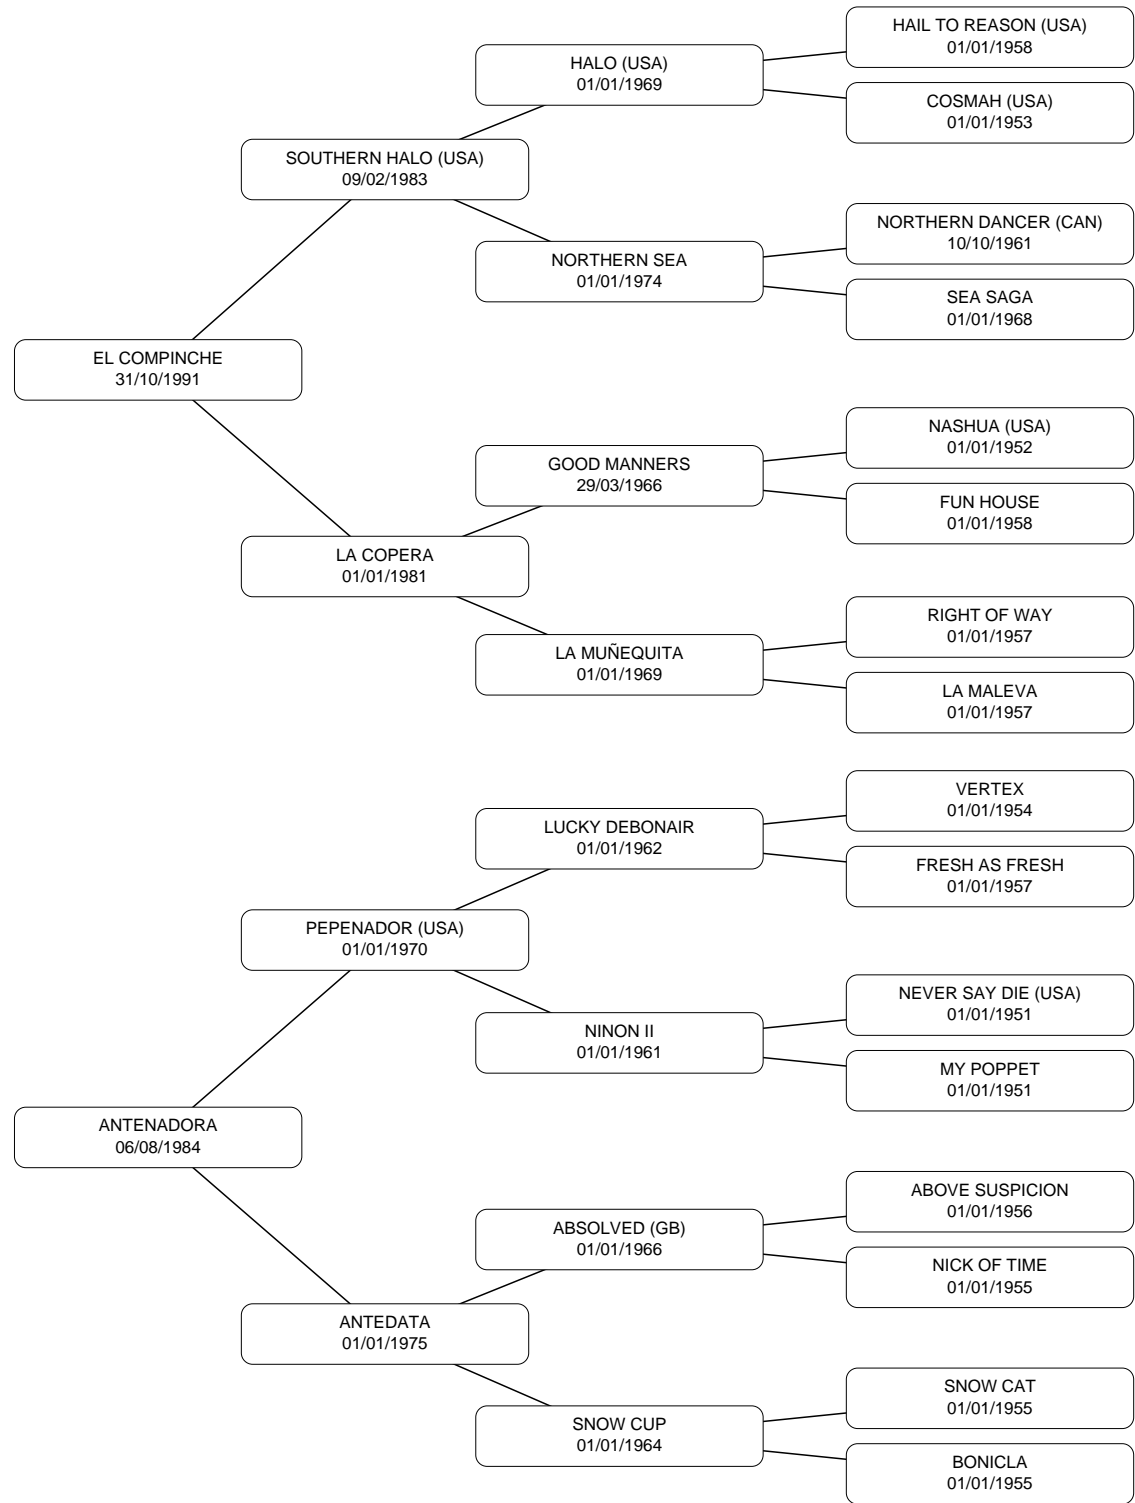 HAIL TO REASON (USA)
01/01/1958
HALO (USA)
01/01/1969
COSMAH (USA)
01/01/1953
SOUTHERN HALO (USA)
09/02/1983
NORTHERN DANCER (CAN)
10/10/1961
NORTHERN SEA
01/01/1974
SEA SAGA
01/01/1968
EL COMPINCHE
31/10/1991
NASHUA (USA)
01/01/1952
GOOD MANNERS
29/03/1966
FUN HOUSE
01/01/1958
LA COPERA
01/01/1981
RIGHT OF WAY
01/01/1957
LA MUÑEQUITA
01/01/1969
LA MALEVA
01/01/1957
VERTEX
01/01/1954
LUCKY DEBONAIR
01/01/1962
FRESH AS FRESH
01/01/1957
PEPENADOR (USA)
01/01/1970
NEVER SAY DIE (USA)
01/01/1951
NINON II
01/01/1961
MY POPPET
01/01/1951
ANTENADORA
06/08/1984
ABOVE SUSPICION
01/01/1956
ABSOLVED (GB)
01/01/1966
NICK OF TIME
01/01/1955
ANTEDATA
01/01/1975
SNOW CAT
01/01/1955
SNOW CUP
01/01/1964
BONICLA
01/01/1955